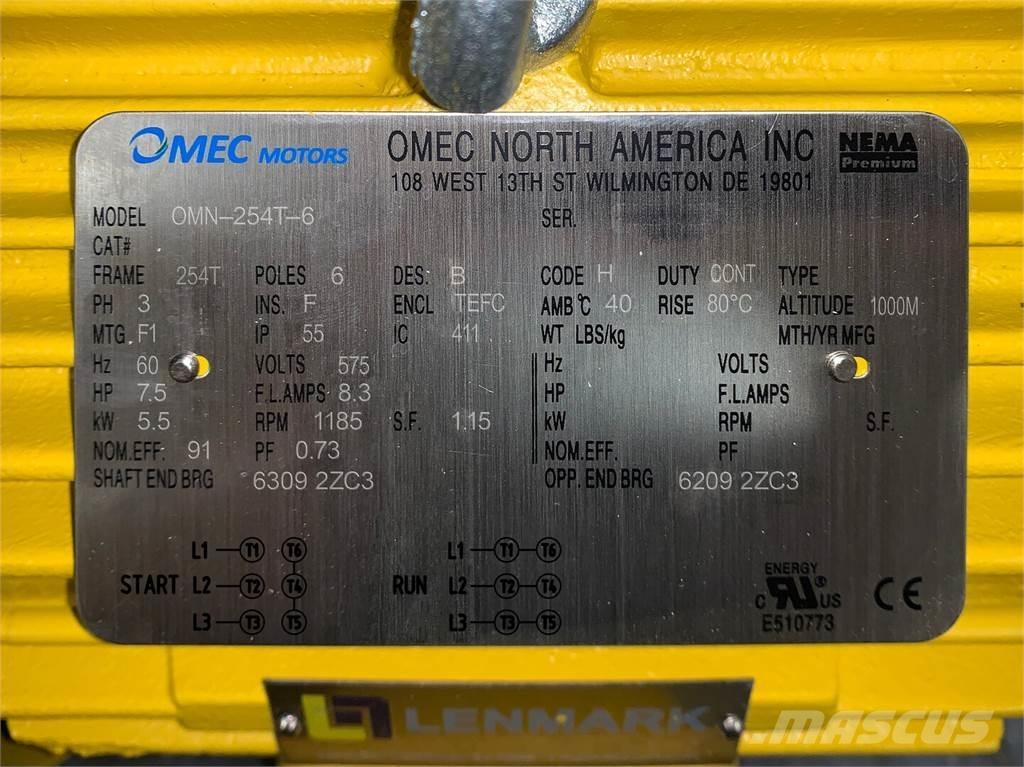 OMEC MOTORS OMEC NORTH AMERICA INC NEMA Premium
108 WEST 13TH ST WILMINGTON DE 19801
MODEL OMN-254T-6 SER.
CAT#
FRAME 254T POLES 6 DES. B CODE H DUTY CONT TYPE
PH 3 INS. F ENCL TEFC AMB°C 40 RISE 80°C ALTITUDE 1000M
MTG. F1 IP 55 IC 411 WT LBS/kg MTH/YR MFG
Hz 60 VOLTS 575 Hz VOLTS
HP 7.5 F.L.AMPS 8.3 HP F.L.AMPS
kW 5.5 RPM 1185 S.F. 1.15 kW RPM S.F.
NOM.EFF. 91 PF 0.73 NOM.EFF. PF
SHAFT END BRG 6309 2ZC3 OPP. END BRG 6209 2ZC3
L1 T1 T6 L1 T1 T6
START L2 T2 T4 RUN L2 T2 T4
L3 T3 T5 L3 T3 T5
ENERGY
C UR ® US CE
E510773
LENMARK
MASCUS